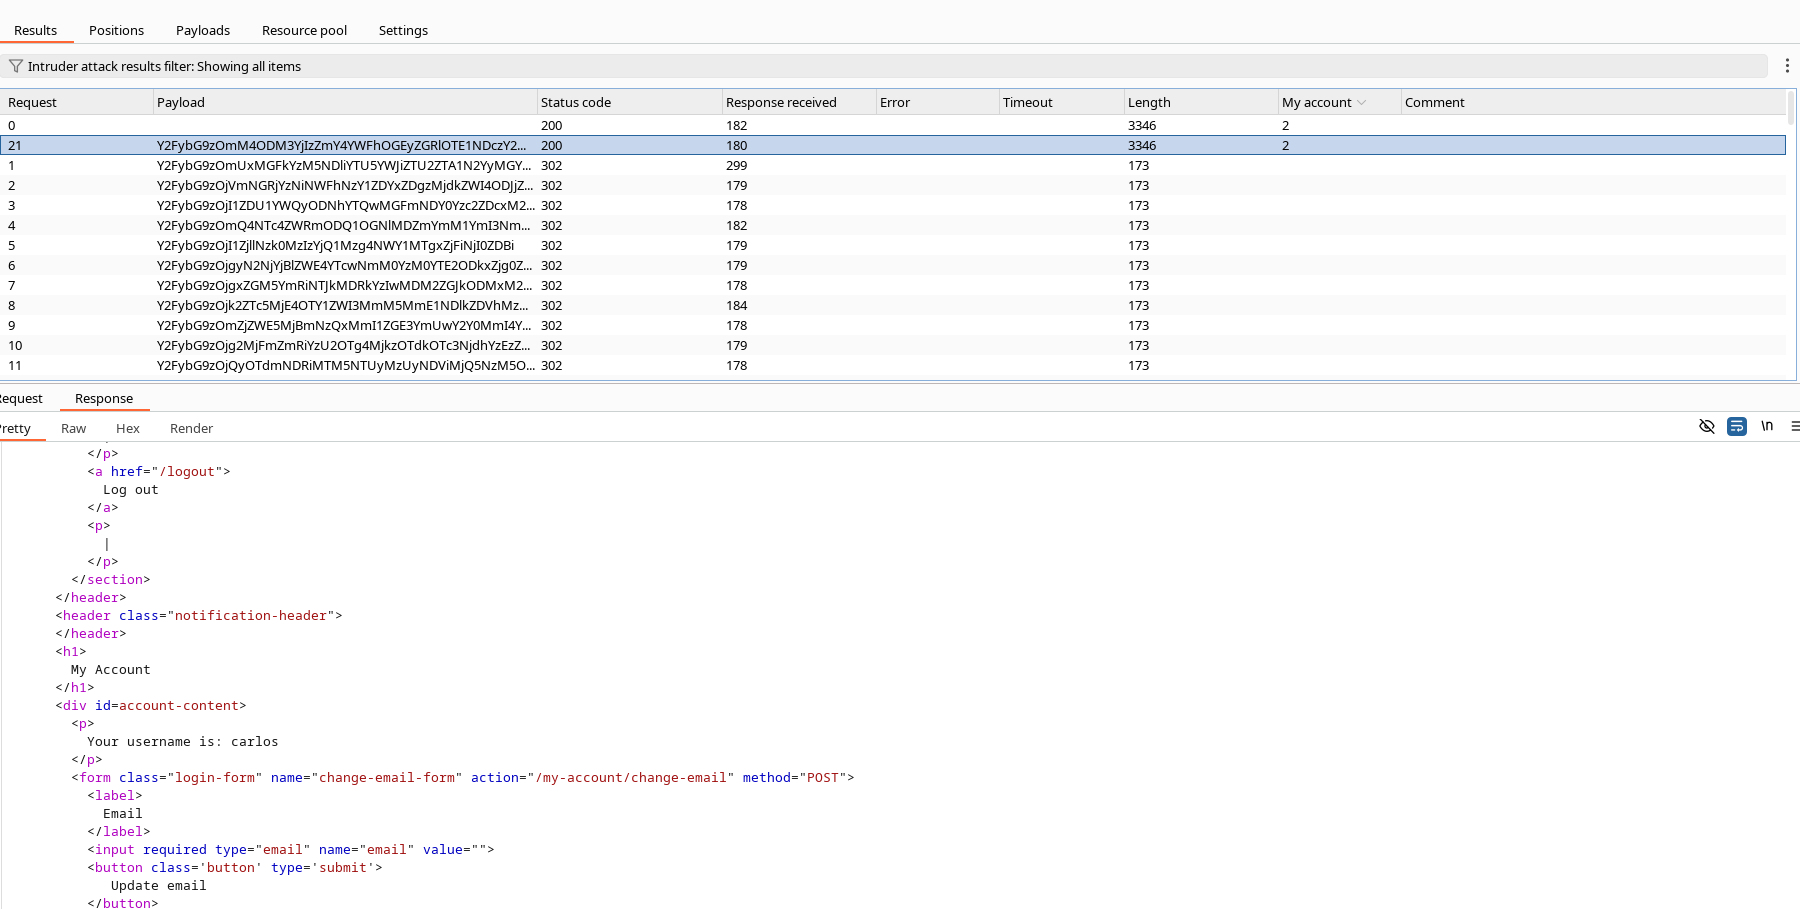 Results Positions Payloads Resource pool Settings
Intruder attack results filter: Showing all items
Request Payload Status code Response received Error Timeout Length My account Comment
0 200 182 3346 2
21 Y2FybG9zOmM4ODM3YjIzZmY4YWFhOGEyZGRlOTE1NDczY2... 200 180 3346 2
1 Y2FybG9zOmUxMGFkYzM5NDliYTU5YWJiZTU2ZTA1N2YyMGY... 302 299 173
2 Y2FybG9zOjVmNGRjYzNiNWFhNzY1ZDYxZDgzMjdkZWI4ODJjZ... 302 179 173
3 Y2FybG9zOjI1ZDU1YWQyODNhYTQwMGFmNDY0Yzc2ZDcxM2... 302 178 173
4 Y2FybG9zOmQ4NTc4ZWRmODQ1OGNlMDZmYmM1YmI3Nm... 302 182 173
5 Y2FybG9zOjI1ZjllNzk0MzIzYjQ1Mzg4NWY1MTgxZjFiNjI0ZDBi 302 179 173
6 Y2FybG9zOjgyN2NjYjBlZWE4YTcwNmM0YzM0YTE2ODkxZjg0Z... 302 179 173
7 Y2FybG9zOjgxZGM5YmRiNTJkMDRkYzIwMDM2ZGJkODMxM2... 302 178 173
8 Y2FybG9zOjk2ZTc5MjE4OTY1ZWI3MmM5MmE1NDlkZDVhMz... 302 184 173
9 Y2FybG9zOmZjZWE5MjBmNzQxMmI1ZGE3YmUwY2Y0MmI4Y... 302 178 173
10 Y2FybG9zOjg2MjFmZmRiYzU2OTg4MjkzOTdkOTc3NjdhYzEzZ... 302 179 173
11 Y2FybG9zOjQyOTdmNDRiMTM5NTUyMzUyNDViMjQ5NzM5O... 302 178 173
equest Response
retty Raw Hex Render \n
</p>
<a href="/logout">
Log out
</a>
<p>
|
</p>
</section>
</header>
<header class="notification-header">
</header>
<h1>
My Account
</h1>
<div id=account-content>
<p>
Your username is: carlos
</p>
<form class="login-form" name="change-email-form" action="/my-account/change-email" method="POST">
<label>
Email
</label>
<input required type="email" name="email" value="">
<button class='button' type='submit'>
Update email
</button>